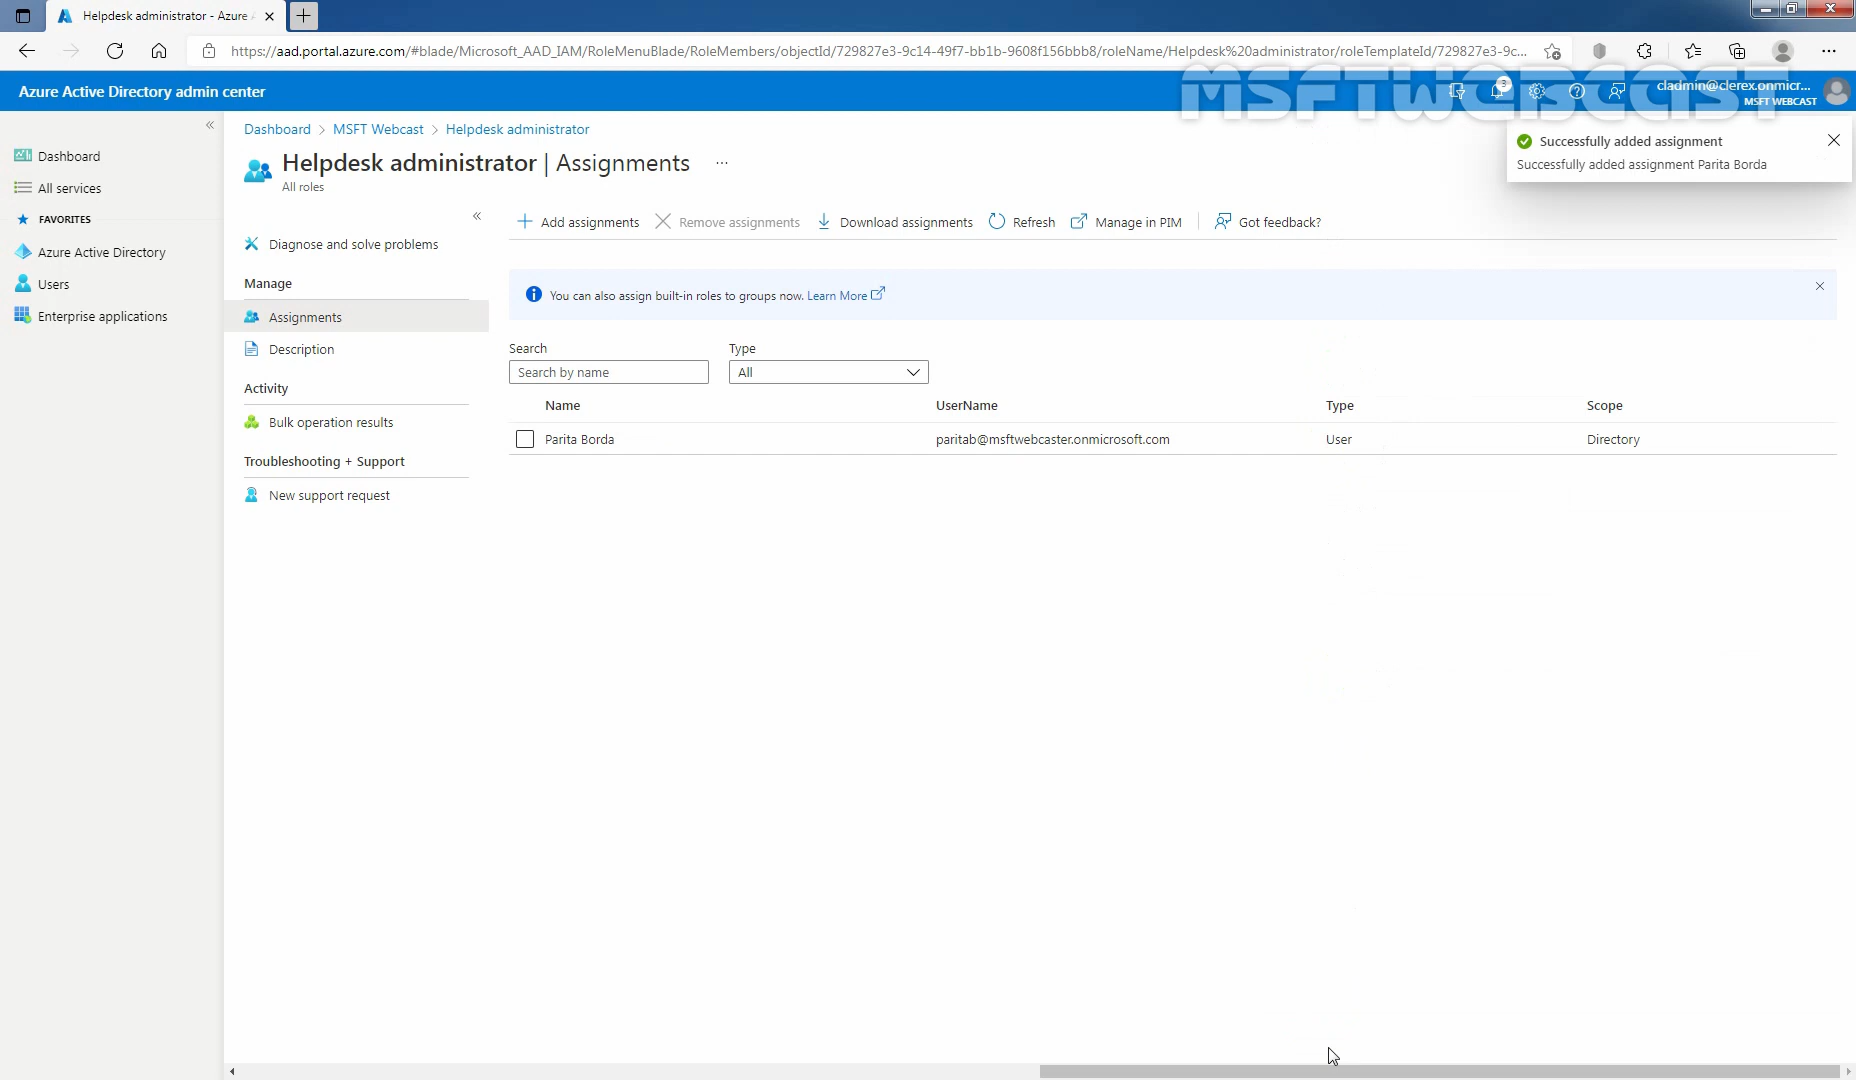 Helpdesk administrator - Azure A
https://aad.portal.azure.com/#blade/Microsoft_AAD_IAM/RoleMenuBlade/RoleMembers/objectId/729827e3-9c14-49f7-bb1b-9608f156bbb8/roleName/Helpdesk%20administrator/roleTemplateId/729827e3-9c...
MSFTWEBCAST
Azure Active Directory admin center
3
cladmin@clerex.onmicr...
MSFT WEBCAST
Dashboard > MSFT Webcast > Helpdesk administrator
Helpdesk administrator | Assignments ...
All roles
Successfully added assignment
Successfully added assignment Parita Borda
Dashboard
All services
FAVORITES
Azure Active Directory
Users
Enterprise applications
Diagnose and solve problems
Manage
Assignments
Description
Activity
Bulk operation results
Troubleshooting + Support
New support request
Add assignments Remove assignments Download assignments Refresh Manage in PIM Got feedback?
You can also assign built-in roles to groups now. Learn More
Search Type
Search by name All
Name UserName Type Scope
Parita Borda paritab@msftwebcaster.onmicrosoft.com User Directory